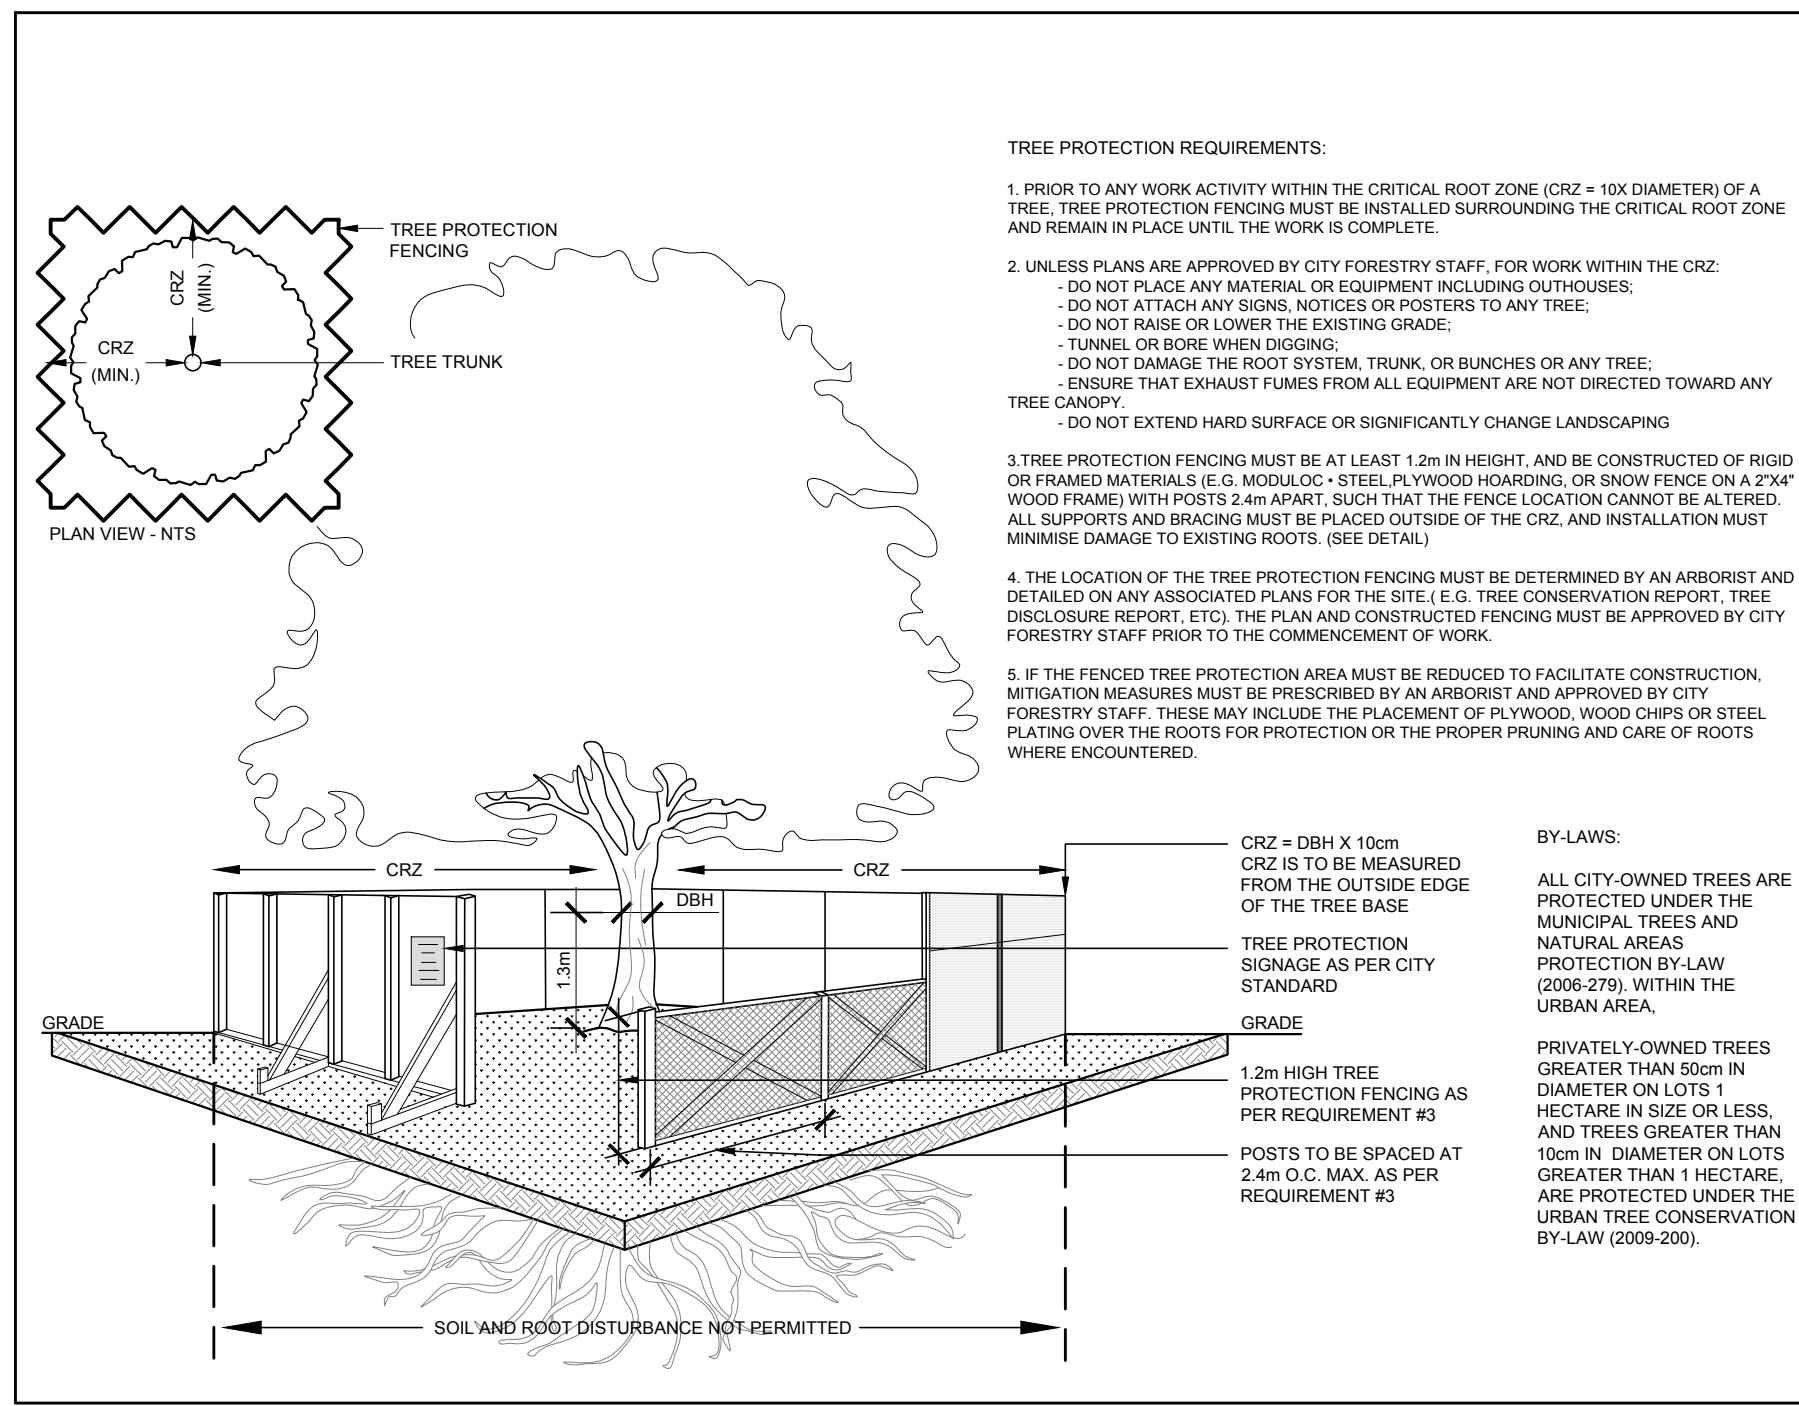 TREE PROTECTION REQUIREMENTS:
1. PRIOR TO ANY WORK ACTIVITY WITHIN THE CRITICAL ROOT ZONE (CRZ = 10X DIAMETER) OF A
TREE, TREE PROTECTION FENCING MUST BE INSTALLED SURROUNDING THE CRITICAL ROOT ZONE
AND REMAIN IN PLACE UNTIL THE WORK IS COMPLETE.
2. UNLESS PLANS ARE APPROVED BY CITY FORESTRY STAFF, FOR WORK WITHIN THE CRZ:
- DO NOT PLACE ANY MATERIAL OR EQUIPMENT INCLUDING OUTHOUSES;
- DO NOT ATTACH ANY SIGNS, NOTICES OR POSTERS TO ANY TREE;
- DO NOT RAISE OR LOWER THE EXISTING GRADE;
- TUNNEL OR BORE WHEN DIGGING;
- DO NOT DAMAGE THE ROOT SYSTEM, TRUNK, OR BUNCHES OR ANY TREE;
- ENSURE THAT EXHAUST FUMES FROM ALL EQUIPMENT ARE NOT DIRECTED TOWARD ANY
TREE CANOPY.
- DO NOT EXTEND HARD SURFACE OR SIGNIFICANTLY CHANGE LANDSCAPING
3.TREE PROTECTION FENCING MUST BE AT LEAST 1.2m IN HEIGHT, AND BE CONSTRUCTED OF RIGID
OR FRAMED MATERIALS (E.G. MODULOC • STEEL,PLYWOOD HOARDING, OR SNOW FENCE ON A 2"X4"
WOOD FRAME) WITH POSTS 2.4m APART, SUCH THAT THE FENCE LOCATION CANNOT BE ALTERED.
ALL SUPPORTS AND BRACING MUST BE PLACED OUTSIDE OF THE CRZ, AND INSTALLATION MUST
MINIMISE DAMAGE TO EXISTING ROOTS. (SEE DETAIL)
4. THE LOCATION OF THE TREE PROTECTION FENCING MUST BE DETERMINED BY AN ARBORIST AND
DETAILED ON ANY ASSOCIATED PLANS FOR THE SITE.( E.G. TREE CONSERVATION REPORT, TREE
DISCLOSURE REPORT, ETC). THE PLAN AND CONSTRUCTED FENCING MUST BE APPROVED BY CITY
FORESTRY STAFF PRIOR TO THE COMMENCEMENT OF WORK.
5. IF THE FENCED TREE PROTECTION AREA MUST BE REDUCED TO FACILITATE CONSTRUCTION,
MITIGATION MEASURES MUST BE PRESCRIBED BY AN ARBORIST AND APPROVED BY CITY
FORESTRY STAFF. THESE MAY INCLUDE THE PLACEMENT OF PLYWOOD, WOOD CHIPS OR STEEL
PLATING OVER THE ROOTS FOR PROTECTION OR THE PROPER PRUNING AND CARE OF ROOTS
WHERE ENCOUNTERED.
TREE PROTECTION
FENCING
CRZ
(MIN.)
CRZ
(MIN.)
TREE TRUNK
PLAN VIEW - NTS
CRZ
CRZ
DBH
1.3m
GRADE
CRZ = DBH X 10cm
CRZ IS TO BE MEASURED
FROM THE OUTSIDE EDGE
OF THE TREE BASE
TREE PROTECTION
SIGNAGE AS PER CITY
STANDARD
GRADE
1.2m HIGH TREE
PROTECTION FENCING AS
PER REQUIREMENT #3
POSTS TO BE SPACED AT
2.4m O.C. MAX. AS PER
REQUIREMENT #3
SOIL AND ROOT DISTURBANCE NOT PERMITTED
BY-LAWS:
ALL CITY-OWNED TREES ARE
PROTECTED UNDER THE
MUNICIPAL TREES AND
NATURAL AREAS
PROTECTION BY-LAW
(2006-279). WITHIN THE
URBAN AREA,
PRIVATELY-OWNED TREES
GREATER THAN 50cm IN
DIAMETER ON LOTS 1
HECTARE IN SIZE OR LESS,
AND TREES GREATER THAN
10cm IN DIAMETER ON LOTS
GREATER THAN 1 HECTARE,
ARE PROTECTED UNDER THE
URBAN TREE CONSERVATION
BY-LAW (2009-200).